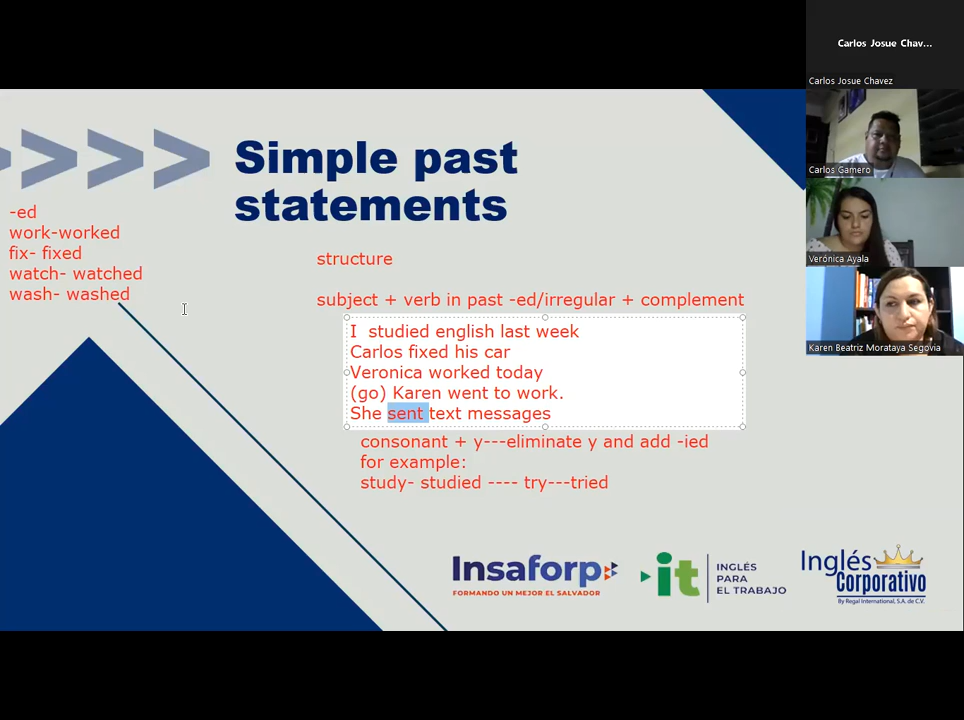 Carlos Josue Chav...
Carlos Josue Chavez
Carlos Gamero
Verónica Ayala
Karen Beatriz Morataya Segovia
Simple past
statements
-ed
work-worked
fix- fixed
watch- watched
wash- washed
structure
subject + verb in past -ed/irregular + complement
I  studied english last week
Carlos fixed his car
Veronica worked today
(go) Karen went to work.
She sent text messages
consonant + y---eliminate y and add -ied
for example:
study- studied ---- try---tried
Insaforp
FORMANDO UN MEJOR EL SALVADOR
it
INGLÉS
PARA
EL TRABAJO
Inglés
Corporativo
By Regal International, S.A. de C.V.